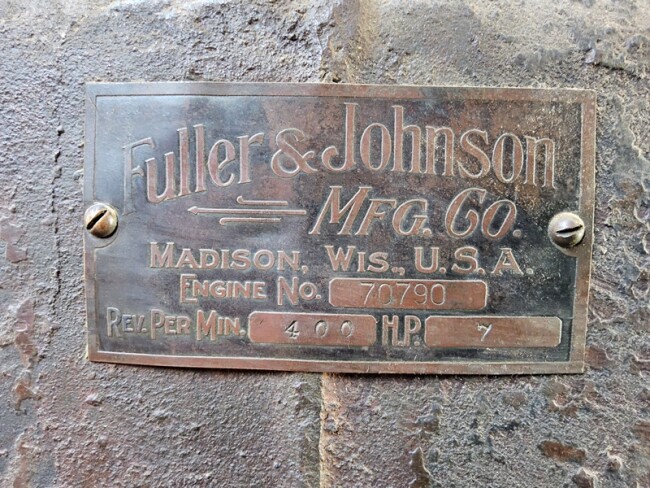 Fuller & Johnson
MFG. CO.
MADISON, WIS., U.S.A.
ENGINE NO. 70790
REV. PER MIN. 400 H.P. 7